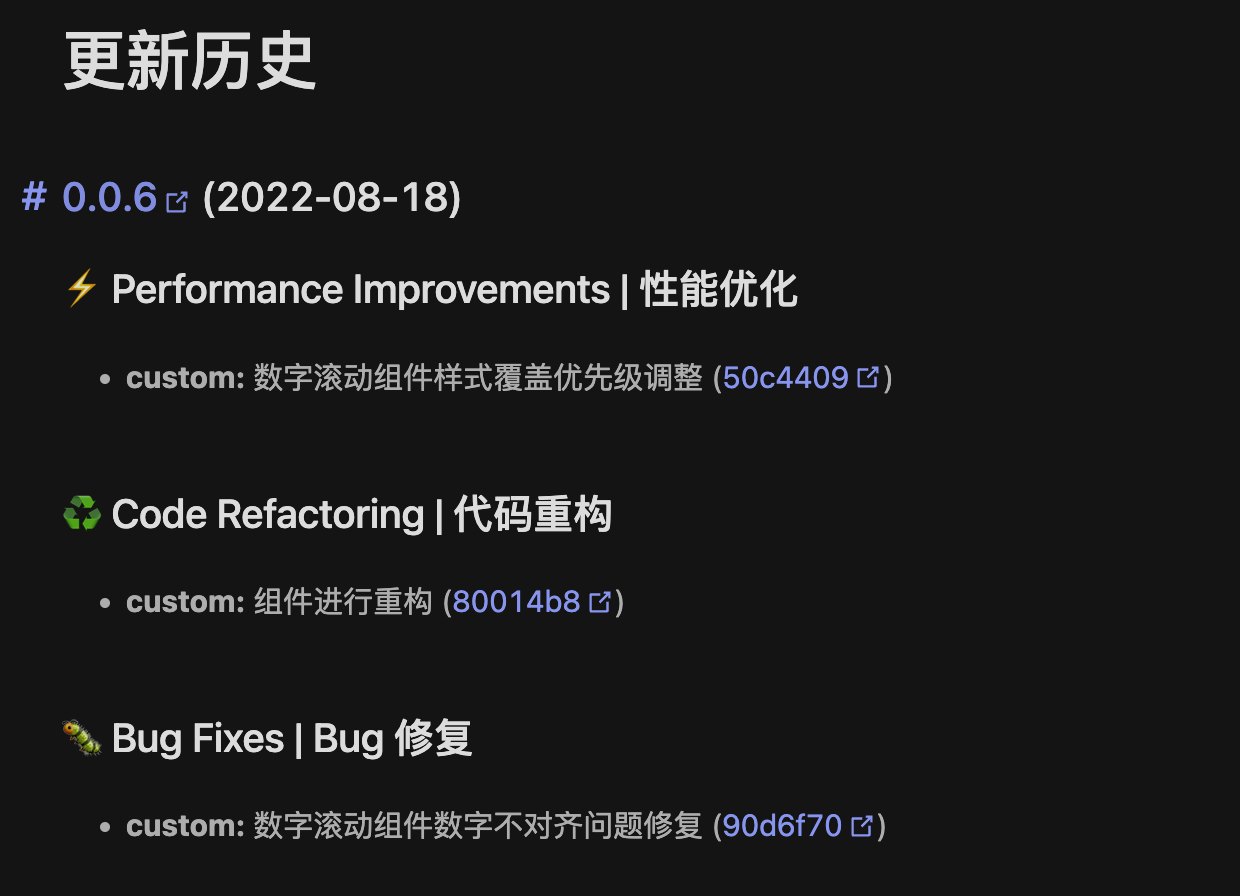 更新历史
# 0.0.6 (2022-08-18)
⚡ Performance Improvements | 性能优化
• custom: 数字滚动组件样式覆盖优先级调整 (50c4409)
♻ Code Refactoring | 代码重构
• custom: 组件进行重构 (80014b8)
🐛 Bug Fixes | Bug 修复
• custom: 数字滚动组件数字不对齐问题修复 (90d6f70)